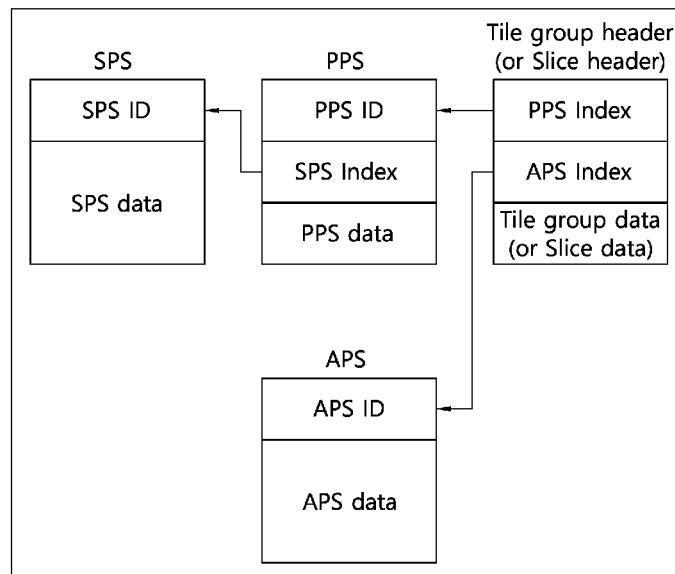 Tile group header
(or Slice header)
SPS
PPS
SPS ID
PPS ID
PPS Index
SPS Index
APS Index
SPS data
PPS data
Tile group data
(or Slice data)
APS
APS ID
APS data